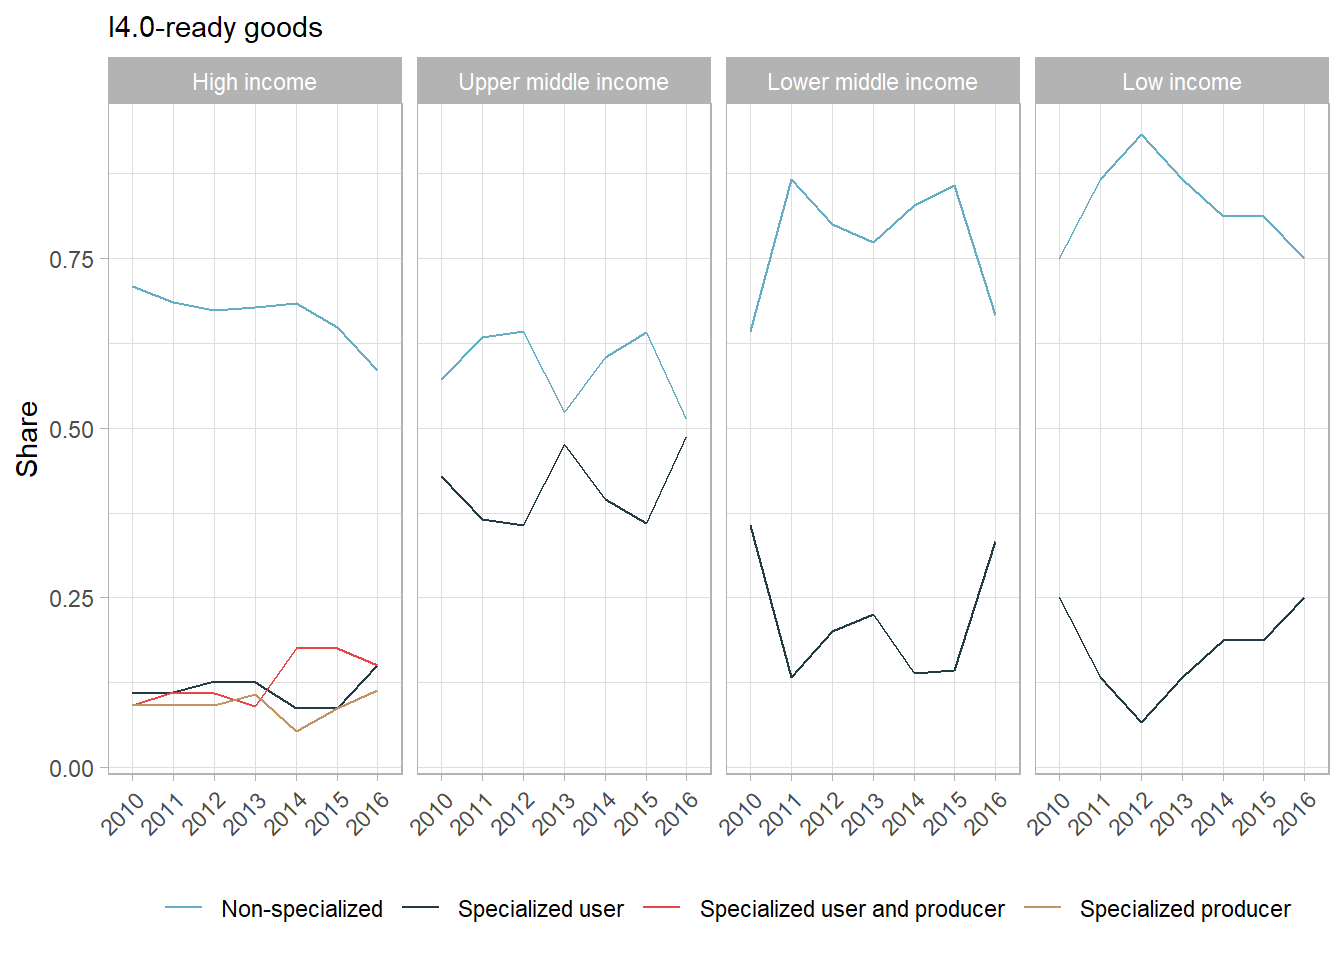 I4.0-ready goods
High income Upper middle income Lower middle income Low income
Share
0.75
0.50
0.25
0.00
2010 2011 2012 2013 2014 2015 2016 2010 2011 2012 2013 2014 2015 2016 2010 2011 2012 2013 2014 2015 2016 2010 2011 2012 2013 2014 2015 2016
Non-specialized Specialized user Specialized user and producer Specialized producer